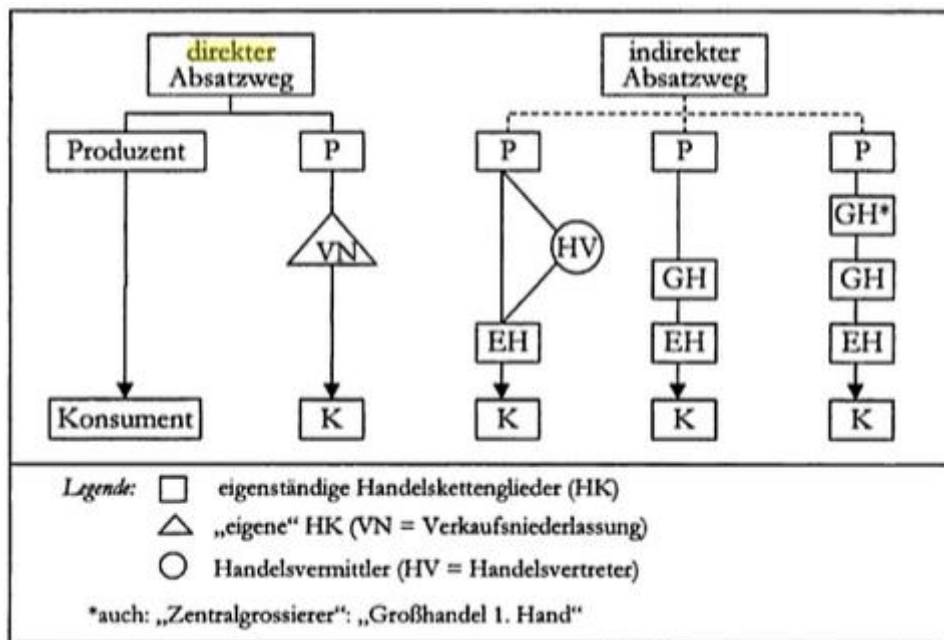 direkter
Absatzweg
indirekter
Absatzweg
Produzent
P
P
P
P
GH*
VN
HV
GH
GH
EH
EH
EH
Konsument
K
K
K
K
Legende:
eigenständige Handelskettenglieder (HK)
„eigene“ HK (VN = Verkaufsniederlassung)
Handelsvermittler (HV = Handelsvertreter)
*auch: „Zentralgrossierer“: „Großhandel 1. Hand“